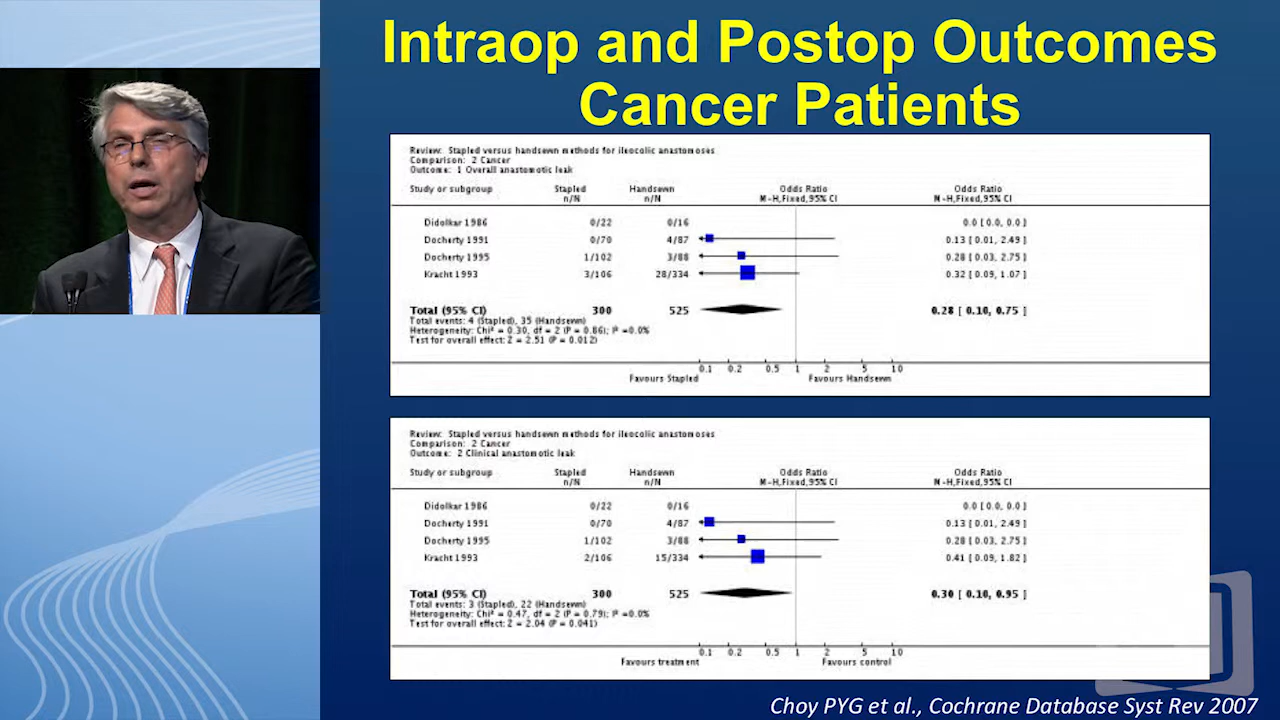 Intraop and Postop Outcomes
Cancer Patients
Review: Stapled versus handsewn methods for ileocolic anastomoses
Comparison: 2 Cancer
Outcome: 1 Overall anastomotic leak
Study or subgroup Stapled Handsewn Odds Ratio Odds Ratio
n/N n/N M-H,Fixed,95% CI M-H,Fixed,95% CI
Didolkar 1986 0/22 0/16 0.0 [ 0.0, 0.0 ]
Docherty 1991 0/70 4/87 0.13 [ 0.01, 2.49 ]
Docherty 1995 1/102 3/88 0.28 [ 0.03, 2.75 ]
Kracht 1993 3/106 28/334 0.32 [ 0.09, 1.07 ]
Total (95% CI) 300 525 0.28 [ 0.10, 0.75 ]
Total events: 4 (Stapled), 35 (Handsewn)
Heterogeneity: Chi² = 0.30, df = 2 (P = 0.86); I² =0.0%
Test for overall effect: Z = 2.51 (P = 0.012)
0.1 0.2 0.5 1 2 5 10
Favours Stapled Favours Handsewn
Review: Stapled versus handsewn methods for ileocolic anastomoses
Comparison: 2 Cancer
Outcome: 2 Clinical anastomotic leak
Study or subgroup Stapled Handsewn Odds Ratio Odds Ratio
n/N n/N M-H,Fixed,95% CI M-H,Fixed,95% CI
Didolkar 1986 0/22 0/16 0.0 [ 0.0, 0.0 ]
Docherty 1991 0/70 4/87 0.13 [ 0.01, 2.49 ]
Docherty 1995 1/102 3/88 0.28 [ 0.03, 2.75 ]
Kracht 1993 2/106 15/334 0.41 [ 0.09, 1.82 ]
Total (95% CI) 300 525 0.30 [ 0.10, 0.95 ]
Total events: 3 (Stapled), 22 (Handsewn)
Heterogeneity: Chi² = 0.47, df = 2 (P = 0.79); I² =0.0%
Test for overall effect: Z = 2.04 (P = 0.041)
0.1 0.2 0.5 1 2 5 10
Favours treatment Favours control
Choy PYG et al., Cochrane Database Syst Rev 2007